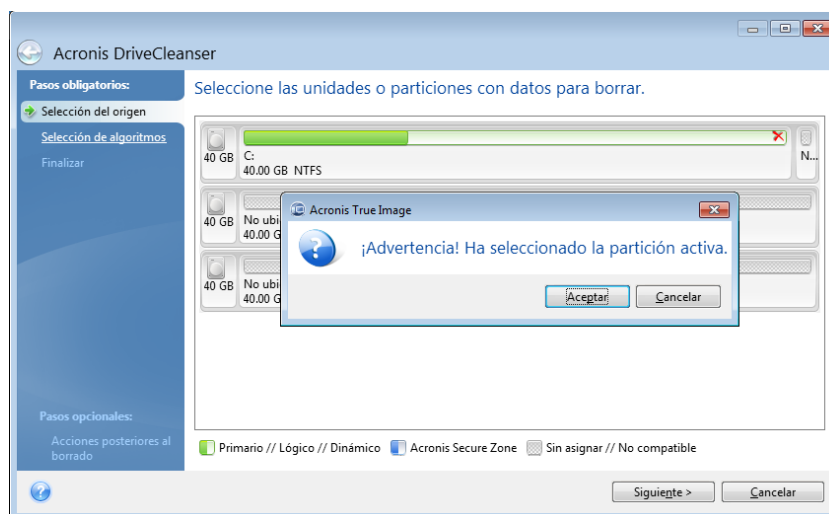 Acronis DriveCleanser
Pasos obligatorios:
Selección del origen
Selección de algoritmos
Finalizar
Seleccione las unidades o particiones con datos para borrar.
40 GB
C:
40.00 GB NTFS
N...
40 GB
No ubi
40.00 G
40 GB
No ubi
40.00 G
Acronis True Image
¡Advertencia! Ha seleccionado la partición activa.
Aceptar
Cancelar
Pasos opcionales:
Acciones posteriores al
borrado
Primario // Lógico // Dinámico
Acronis Secure Zone
Sin asignar // No compatible
Siguiente >
Cancelar